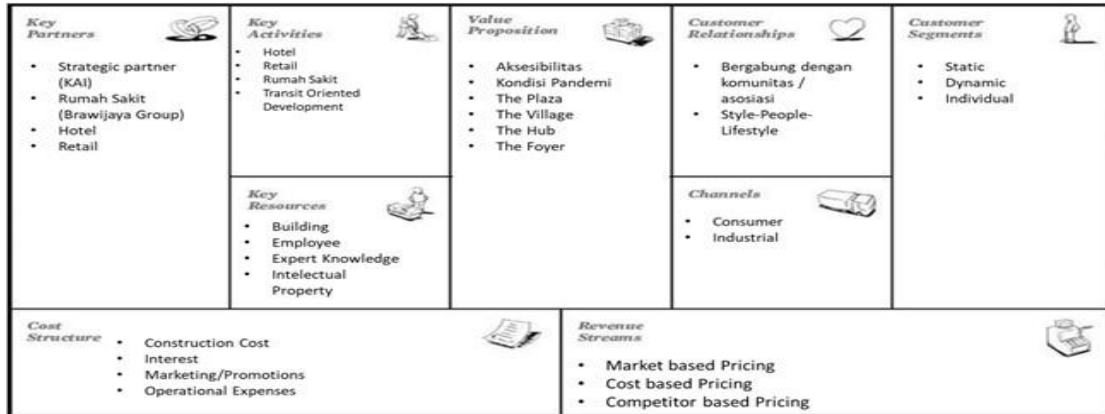 Key
Partners
• Strategic partner
(KAI)
• Rumah Sakit
(Brawijaya Group)
• Hotel
• Retail
Key
Activities
• Hotel
• Retail
• Rumah Sakit
• Transit Oriented
Development
Key
Resources
• Building
• Employee
• Expert Knowledge
• Intelectual
Property
Value
Proposition
• Aksesibilitas
• Kondisi Pandemi
• The Plaza
• The Village
• The Hub
• The Foyer
Customer
Relationships
• Bergabung dengan
komunitas /
asosiasi
• Style-People-
Lifestyle
Channels
• Consumer
• Industrial
Customer
Segments
• Static
• Dynamic
• Individual
Cost
Structure
• Construction Cost
• Interest
• Marketing/Promotions
• Operational Expenses
Revenue
Streams
• Market based Pricing
• Cost based Pricing
• Competitor based Pricing